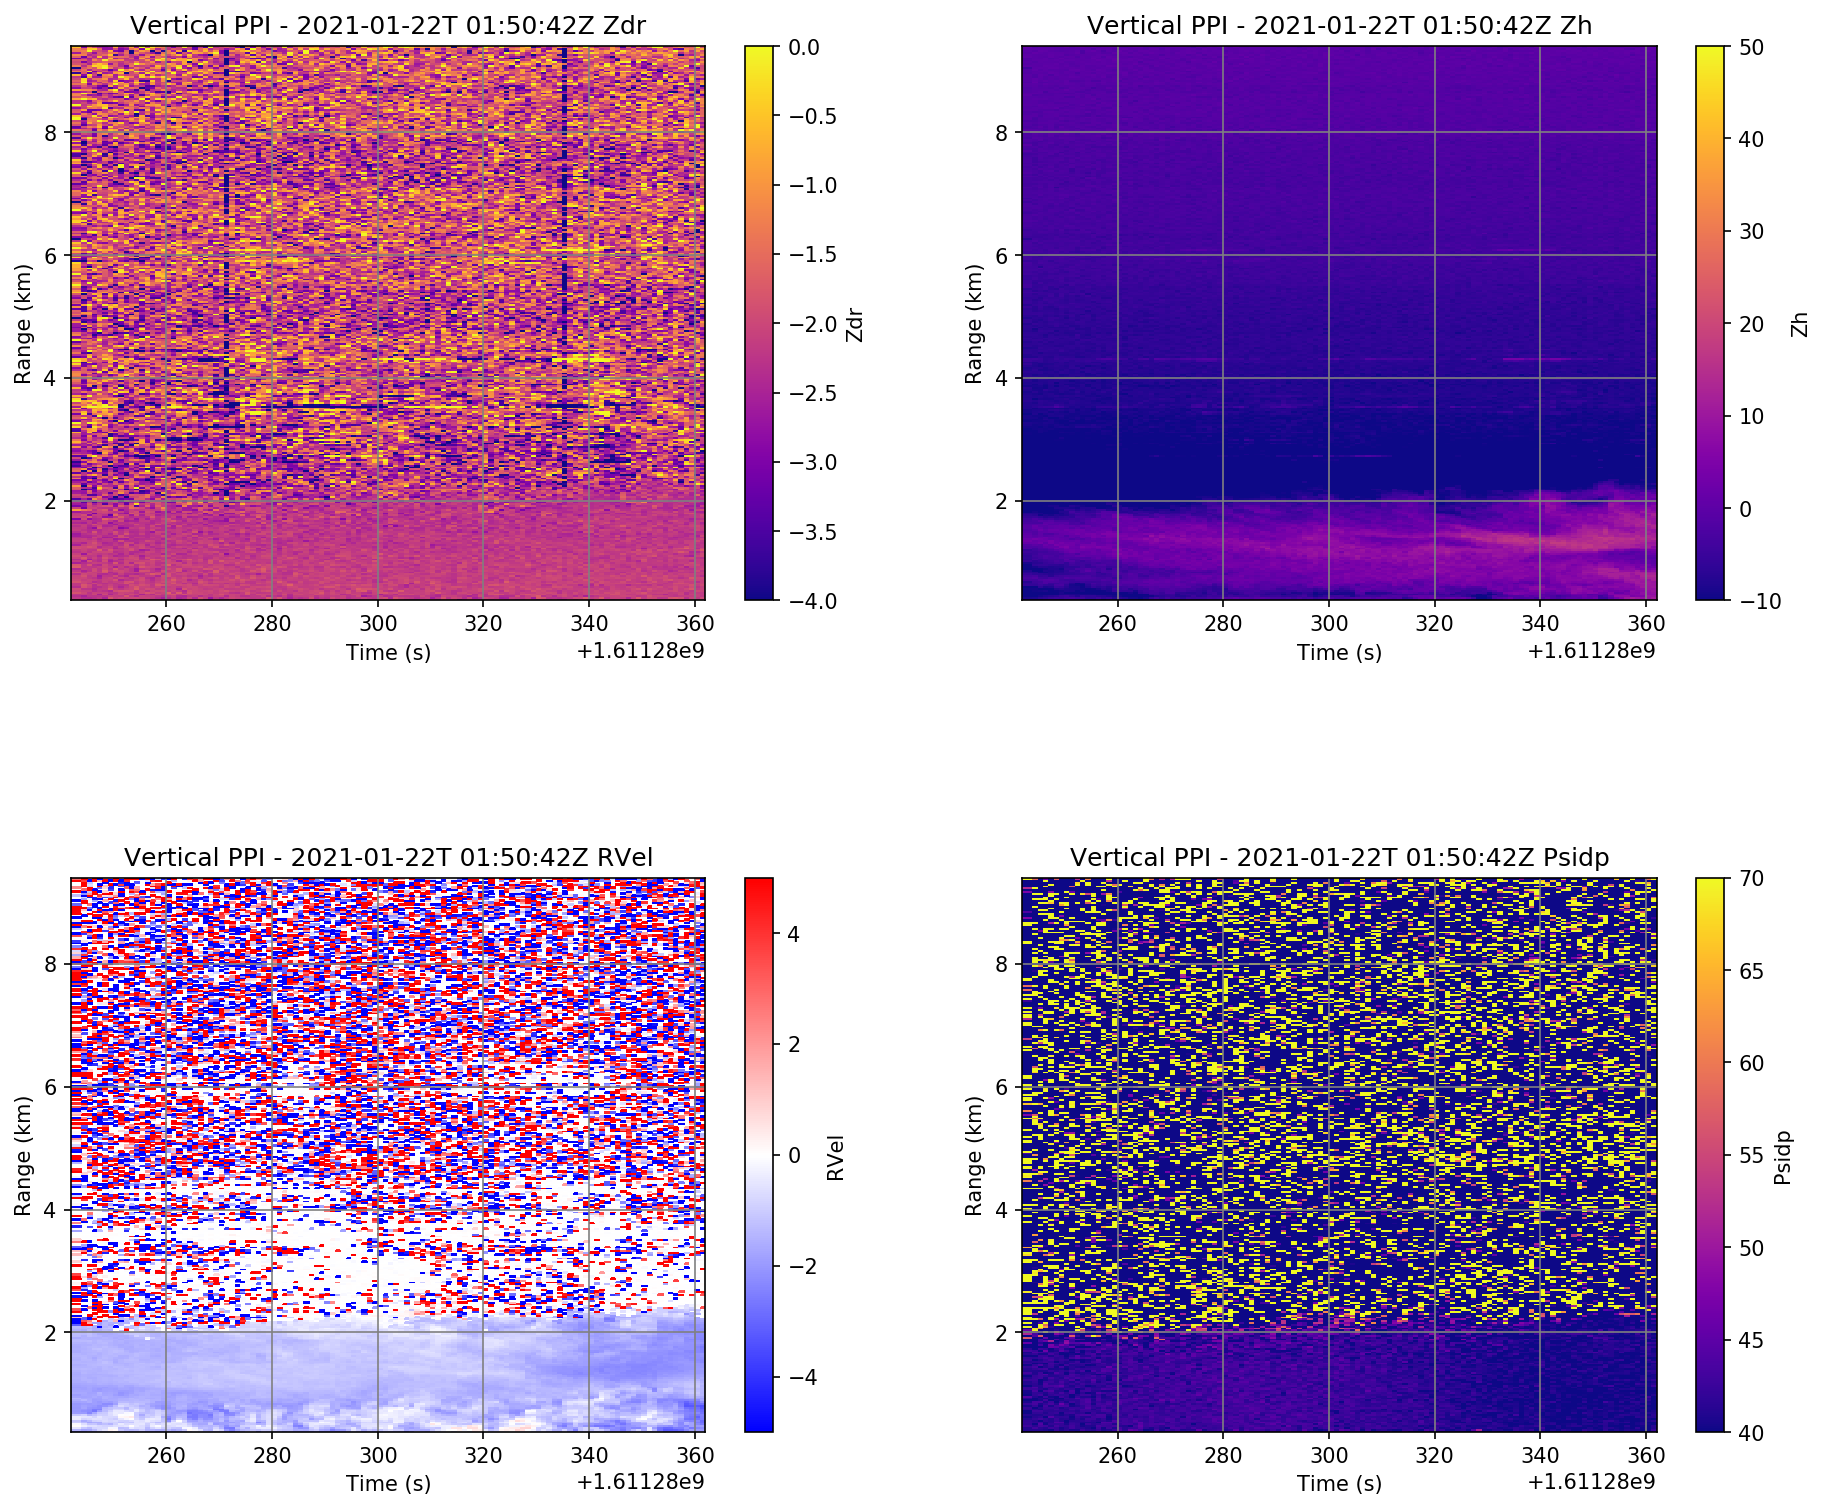 Vertical PPI - 2021-01-22T 01:50:42Z Zdr
0.0
−0.5
−1.0
−1.5
−2.0
−2.5
−3.0
−3.5
−4.0
Zdr
8
6
4
2
Range (km)
260 280 300 320 340 360
Time (s)
+1.61128e9
Vertical PPI - 2021-01-22T 01:50:42Z Zh
50
40
30
20
10
0
−10
Zh
8
6
4
2
Range (km)
260 280 300 320 340 360
Time (s)
+1.61128e9
Vertical PPI - 2021-01-22T 01:50:42Z RVel
4
2
0
−2
−4
RVel
8
6
4
2
Range (km)
260 280 300 320 340 360
Time (s)
+1.61128e9
Vertical PPI - 2021-01-22T 01:50:42Z Psidp
70
65
60
55
50
45
40
Psidp
8
6
4
2
Range (km)
260 280 300 320 340 360
Time (s)
+1.61128e9